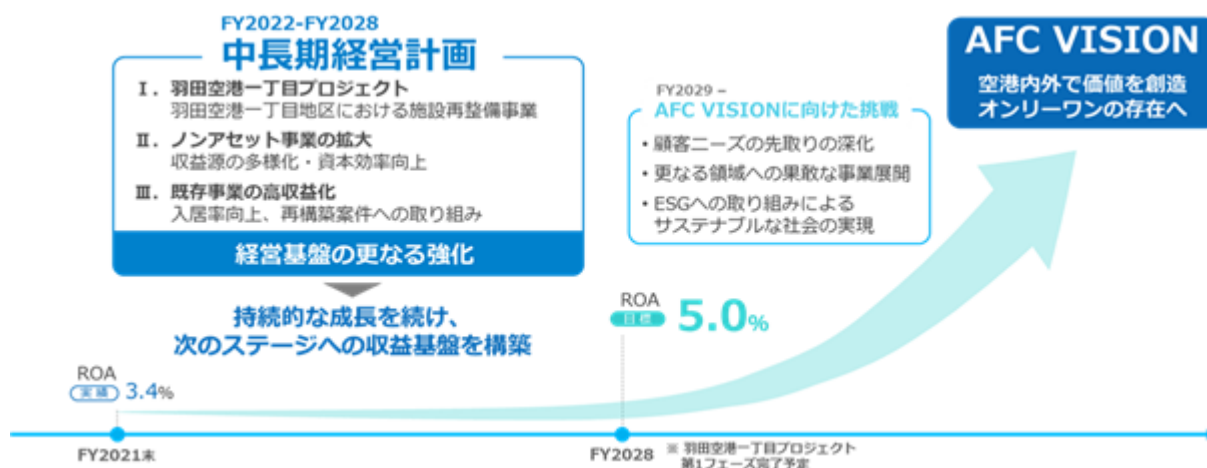 FY2022-FY2028
中長期経営計画
Ⅰ. 羽田空港一丁目プロジェクト
羽田空港一丁目地区における施設再整備事業
Ⅱ. ノンアセット事業の拡大
収益源の多様化・資本効率向上
Ⅲ. 既存事業の高収益化
入居率向上、再構築案件への取り組み
経営基盤の更なる強化
持続的な成長を続け、
次のステージへの収益基盤を構築
FY2029 –
AFC VISIONに向けた挑戦
・顧客ニーズの先取りの深化
・更なる領域への果敢な事業展開
・ESGへの取り組みによる
サステナブルな社会の実現
AFC VISION
空港内外で価値を創造
オンリーワンの存在へ
ROA
実績 3.4%
ROA
目標 5.0%
FY2021末
FY2028
※ 羽田空港一丁目プロジェクト
第1フェーズ完了予定